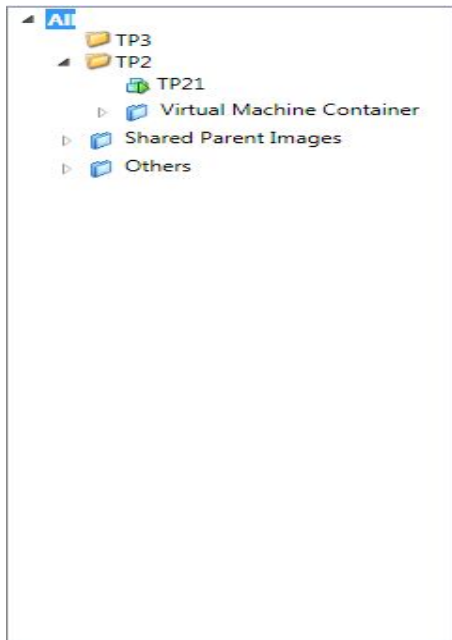 All
TP3
TP2
TP21
Virtual Machine Container
Shared Parent Images
Others